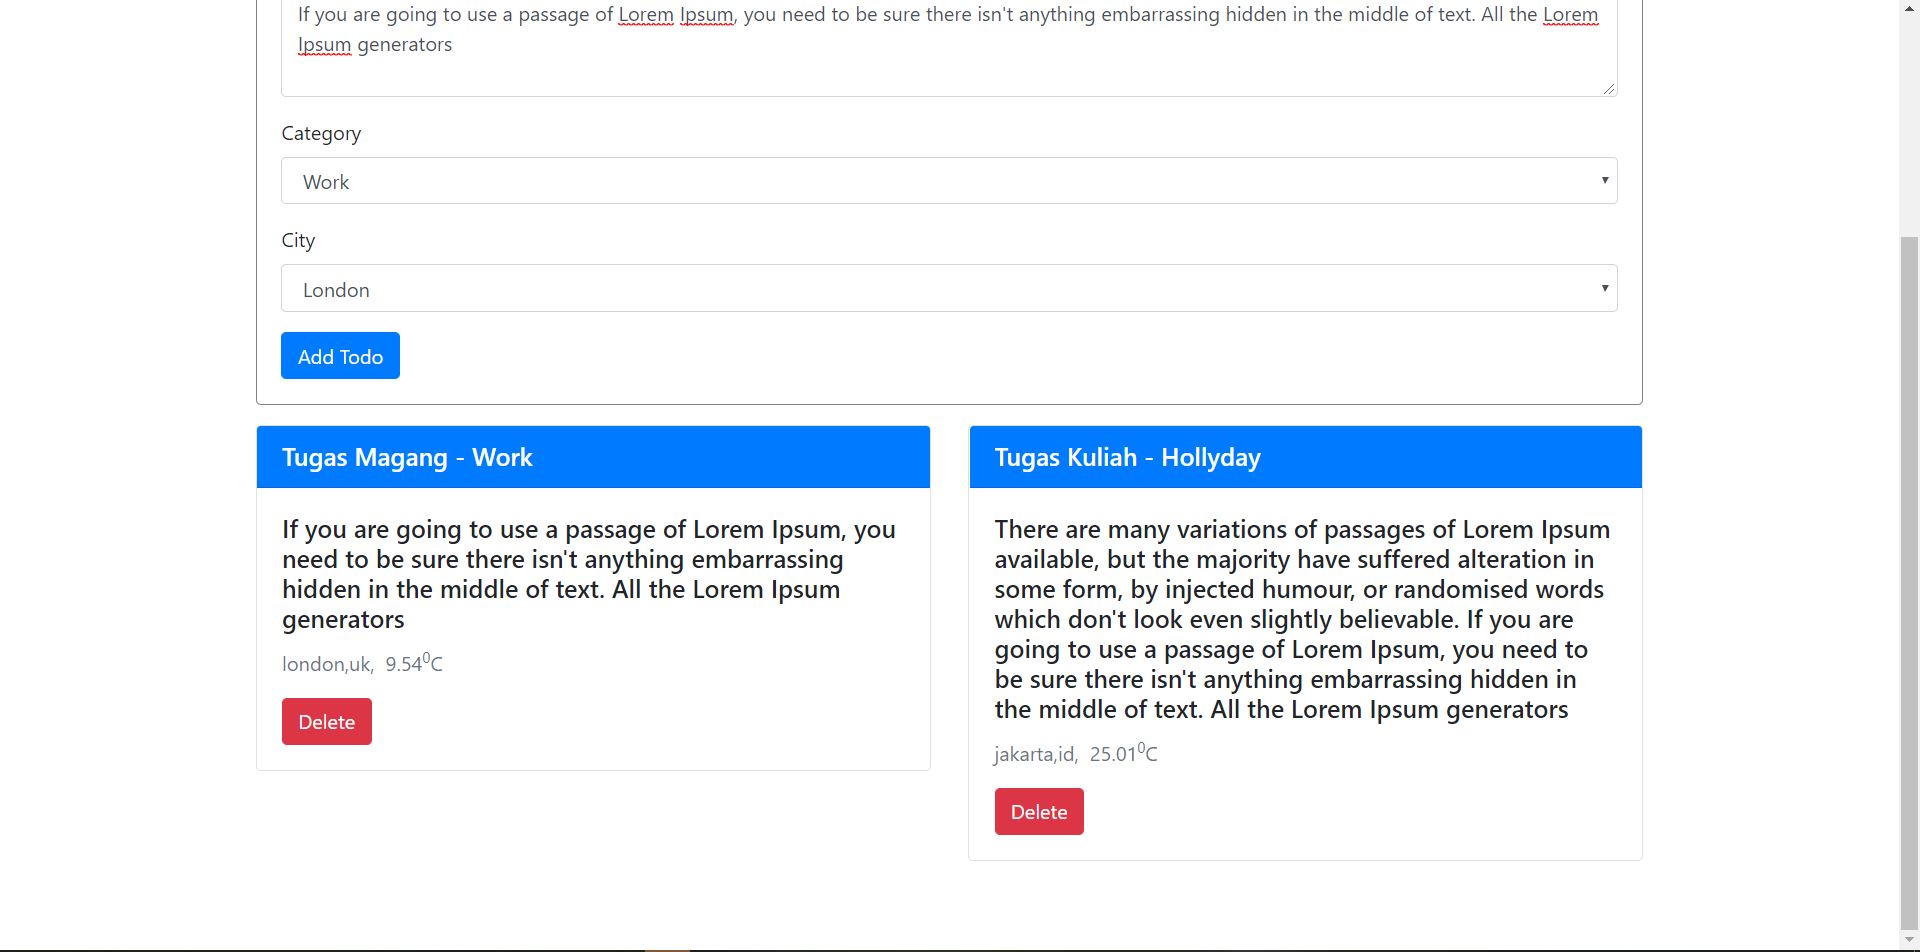 If you are going to use a passage of Lorem Ipsum, you need to be sure there isn't anything embarrassing hidden in the middle of text. All the Lorem
Ipsum generators
Category
Work
City
London
Add Todo
Tugas Magang - Work
If you are going to use a passage of Lorem Ipsum, you
need to be sure there isn't anything embarrassing
hidden in the middle of text. All the Lorem Ipsum
generators
london,uk, 9.54⁰C
Delete
Tugas Kuliah - Hollyday
There are many variations of passages of Lorem Ipsum
available, but the majority have suffered alteration in
some form, by injected humour, or randomised words
which don't look even slightly believable. If you are
going to use a passage of Lorem Ipsum, you need to
be sure there isn't anything embarrassing hidden in
the middle of text. All the Lorem Ipsum generators
jakarta,id, 25.01⁰C
Delete